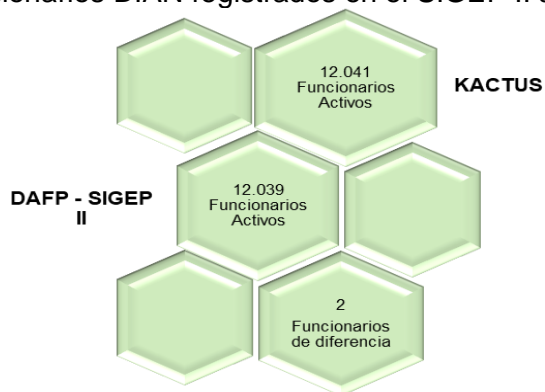 Funcionarios DIAN registrados en el SIGEP II
12.041
Funcionarios
Activos
KACTUS
12.039
Funcionarios
Activos
DAFP - SIGEP
II
2
Funcionarios
de diferencia